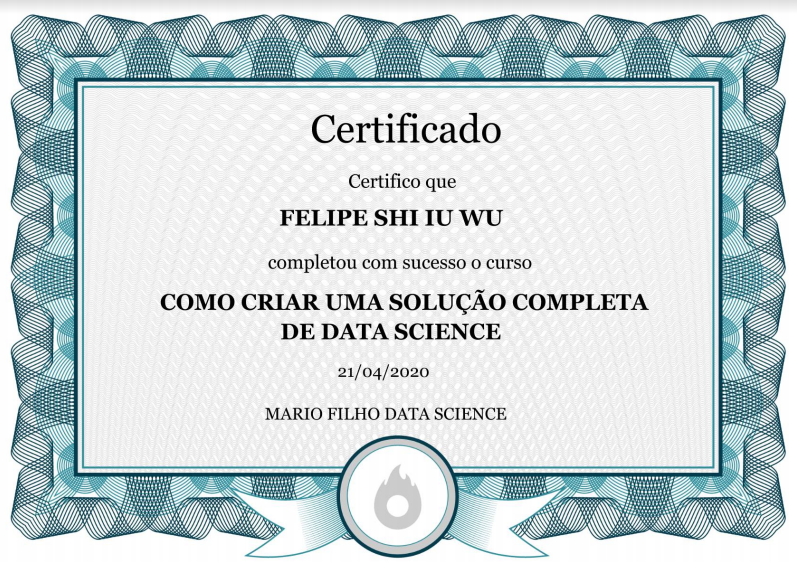 Certificado
Certifico que
FELIPE SHI IU WU
completou com sucesso o curso
COMO CRIAR UMA SOLUÇÃO COMPLETA
DE DATA SCIENCE
21/04/2020
MARIO FILHO DATA SCIENCE